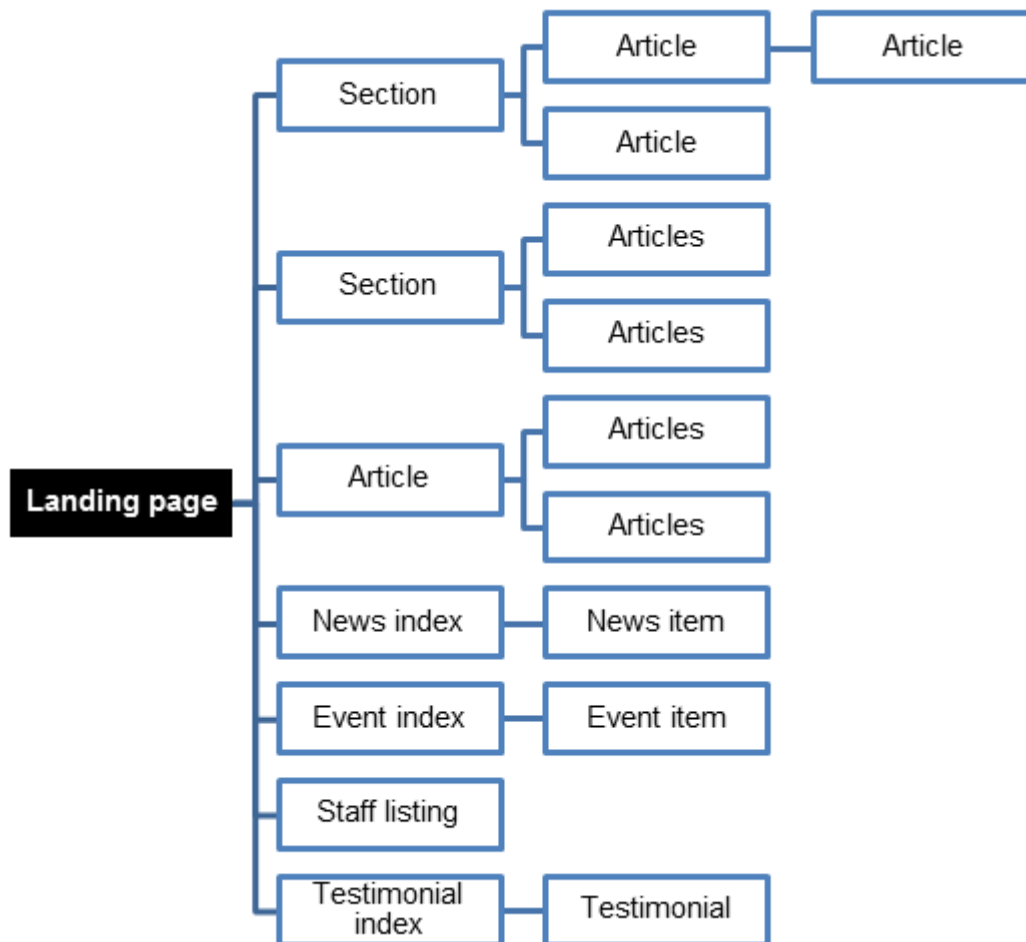 Article
Article
Section
Article
Articles
Section
Articles
Articles
Article
Landing page
Articles
News index
News item
Event index
Event item
Staff listing
Testimonial
index
Testimonial